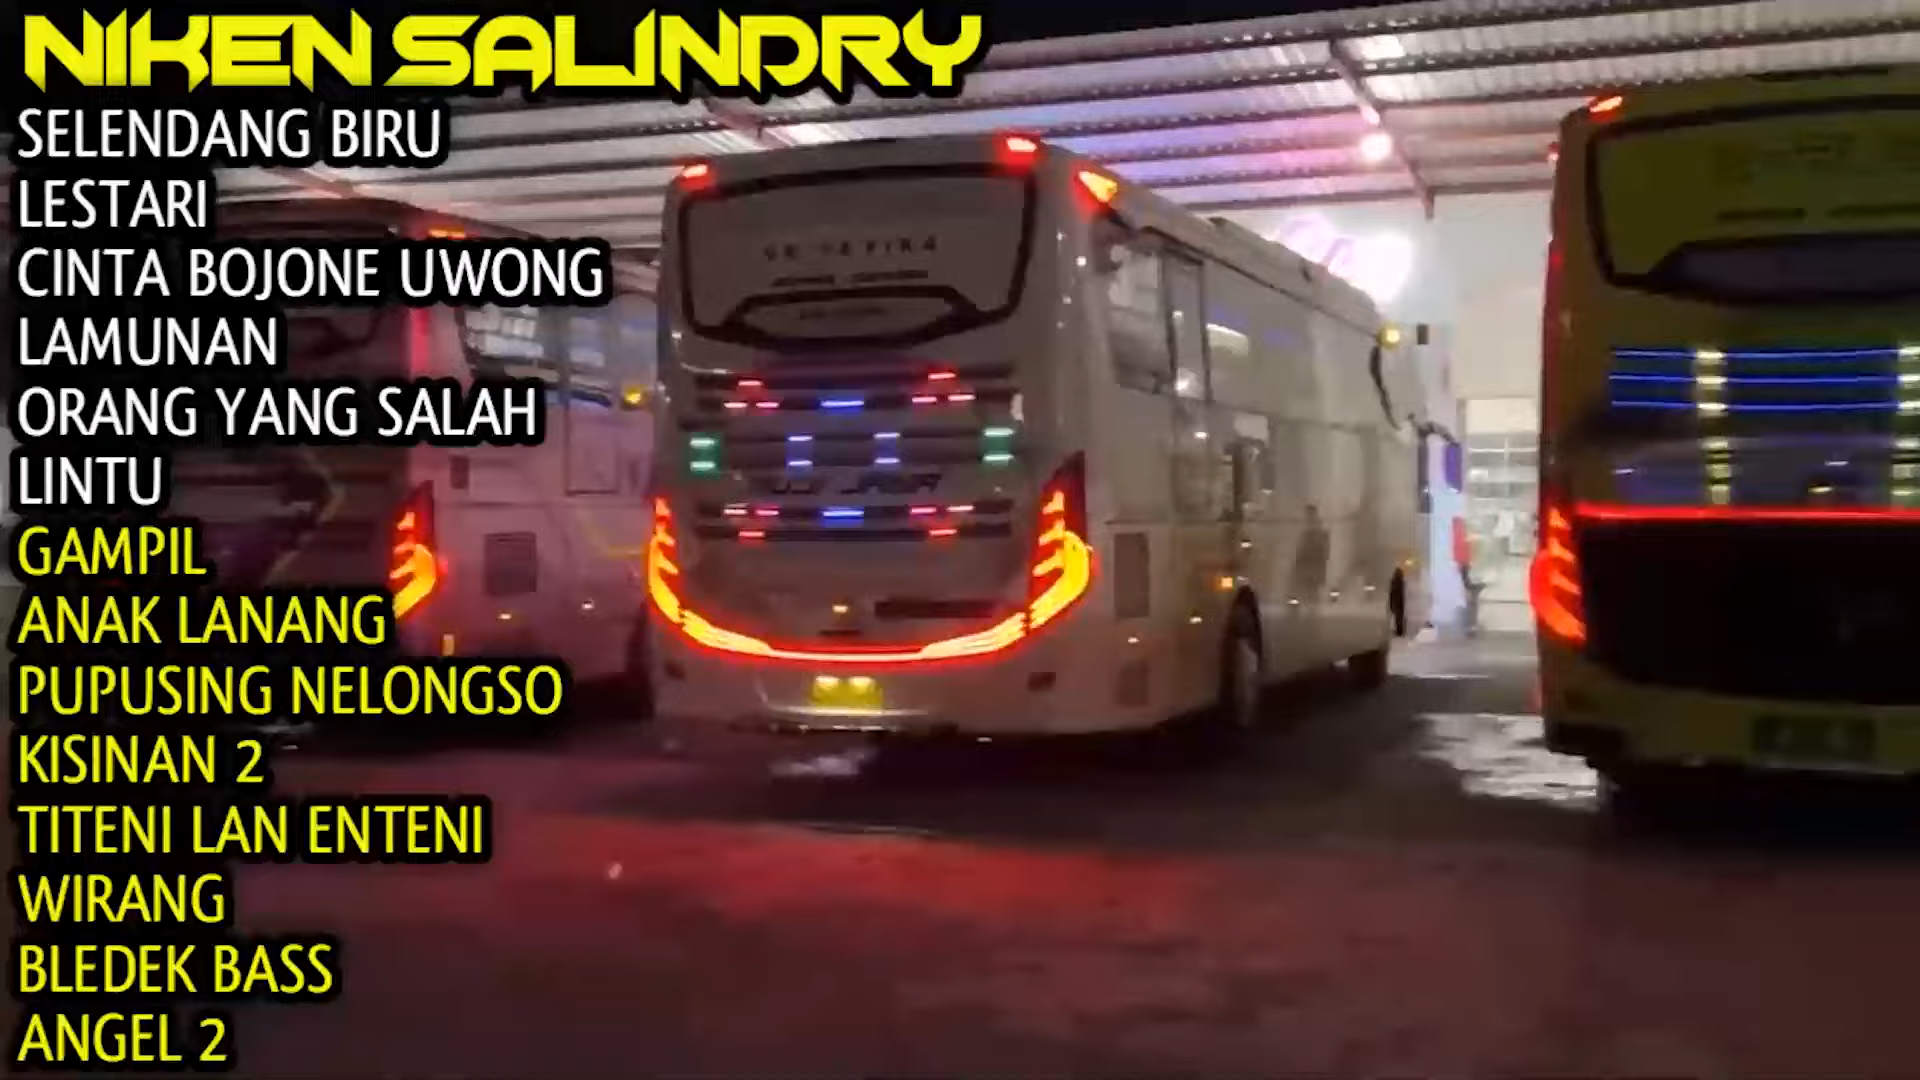 NIKEN SALINDRY
SELENDANG BIRU
LESTARI
CINTA BOJONE UWONG
LAMUNAN
ORANG YANG SALAH
LINTU
GAMPIL
ANAK LANANG
PUPUSING NELONGSO
KISINAN 2
TITENI LAN ENTENI
WIRANG
BLEDEK BASS
ANGEL 2